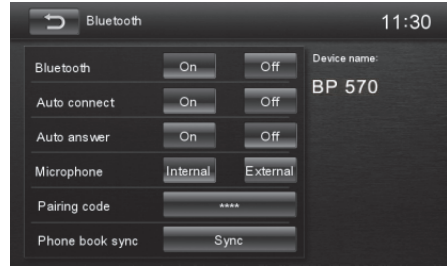 Bluetooth 11:30
Bluetooth On Off
Auto connect On Off
Auto answer On Off
Microphone Internal External
Pairing code ****
Phone book sync Sync
Device name:
BP 570